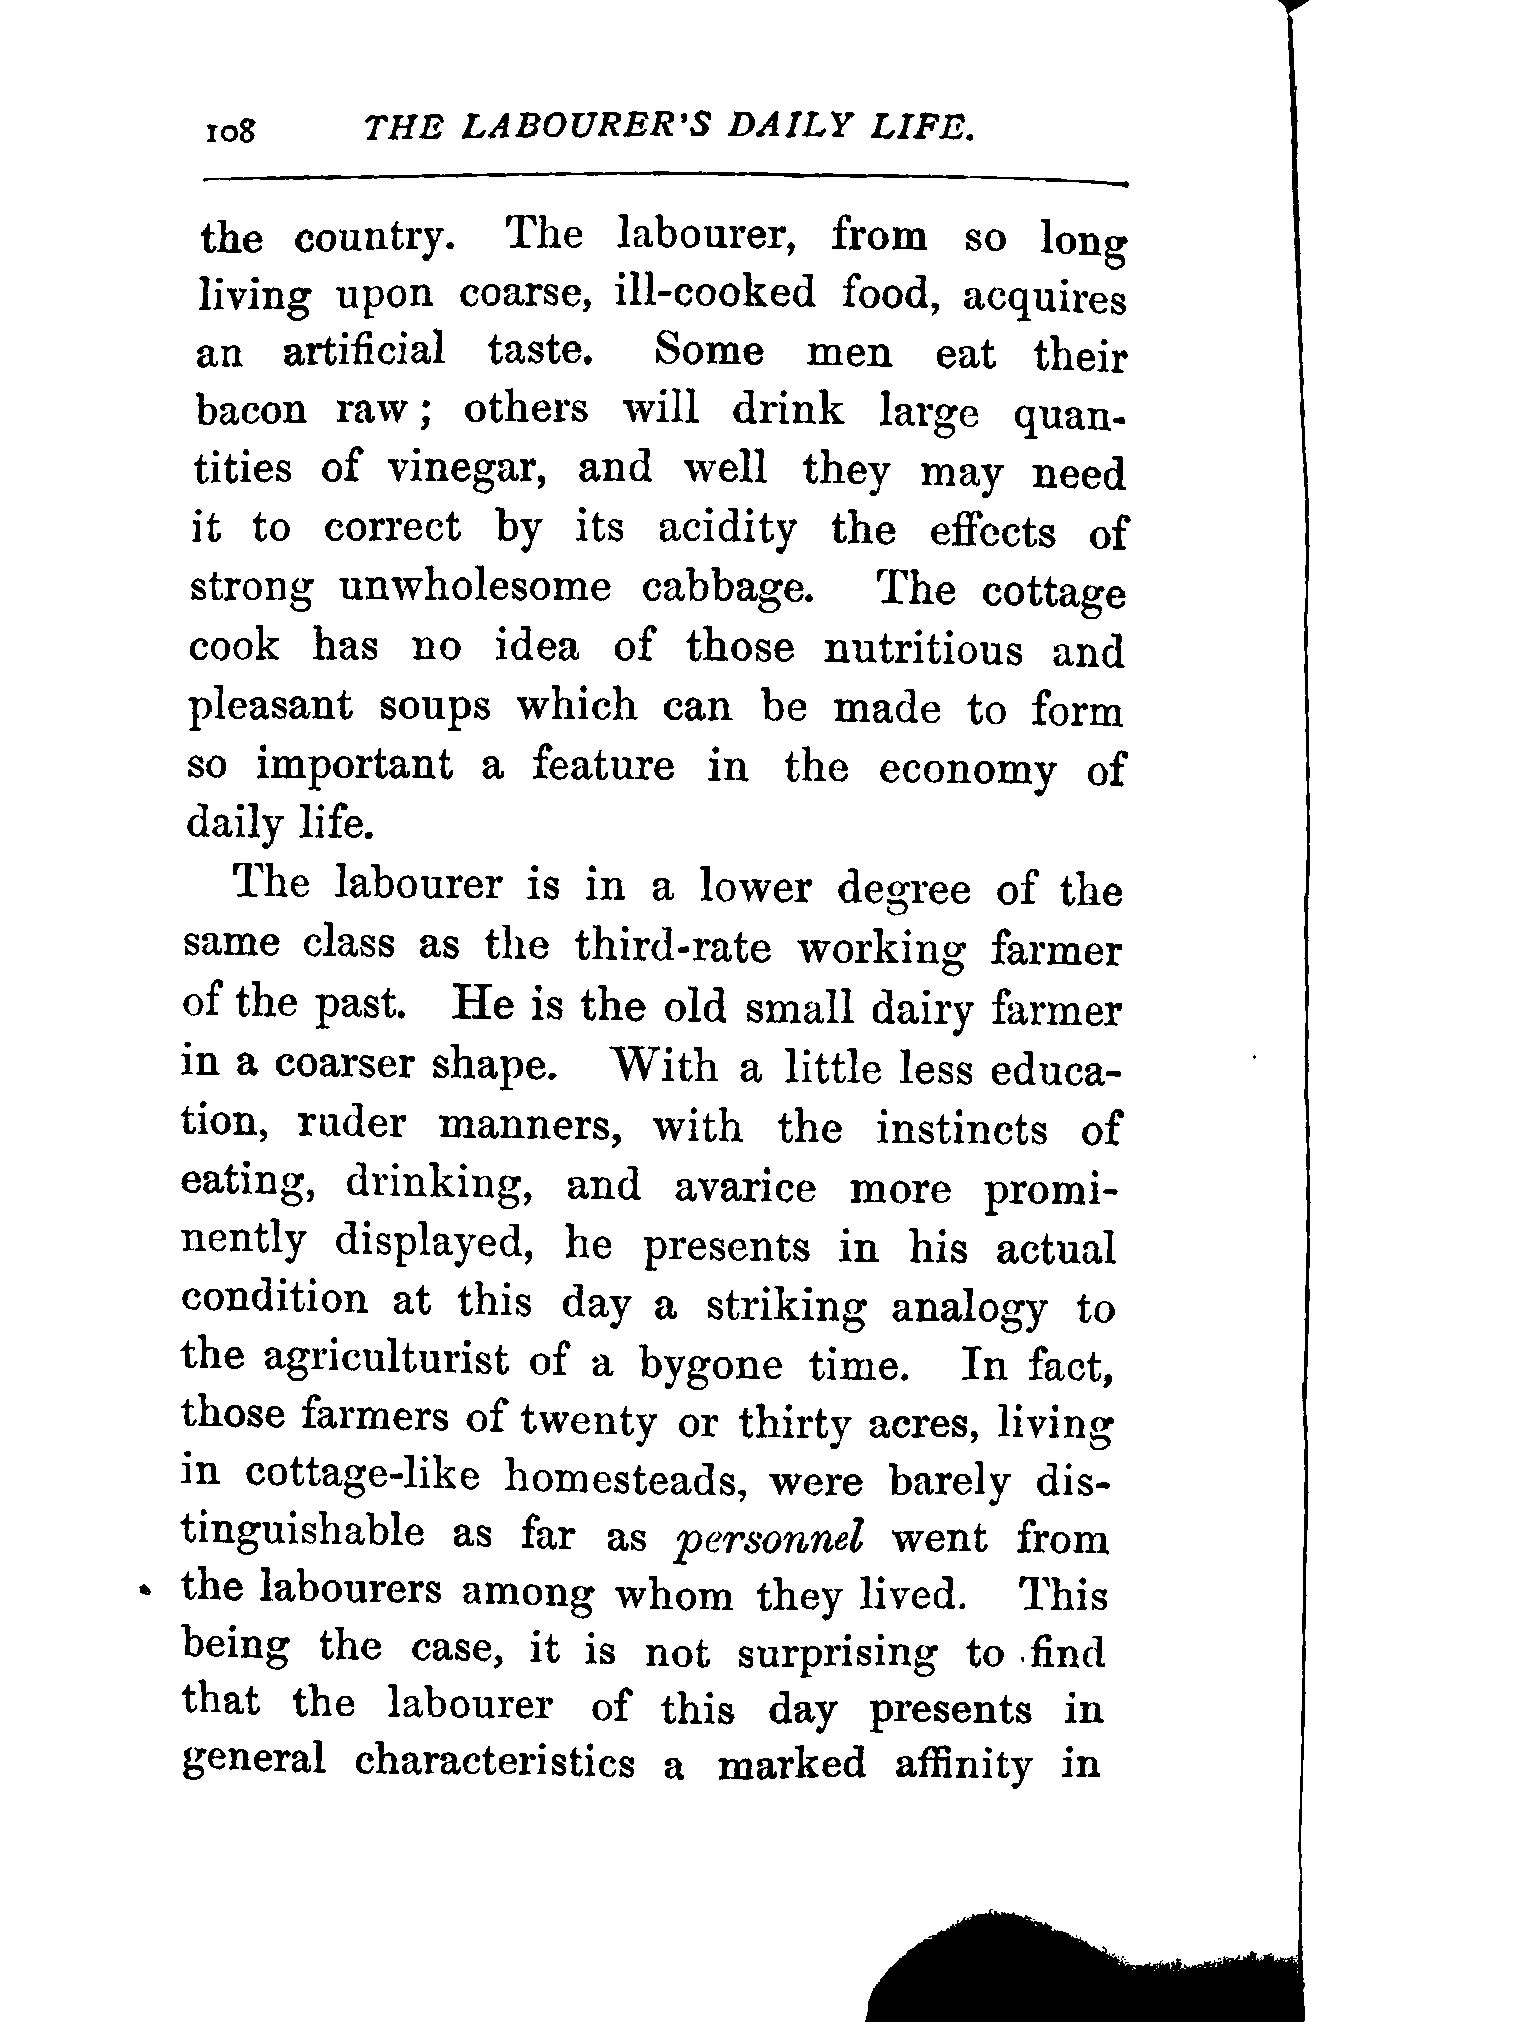 108 THE LABOURER'S DAILY LIFE.
the country. The labourer, from so long
living upon coarse, ill-cooked food, acquires
an artificial taste. Some men eat their
bacon raw; others will drink large quan-
tities of vinegar, and well they may need
it to correct by its acidity the effects of
strong unwholesome cabbage. The cottage
cook has no idea of those nutritious and
pleasant soups which can be made to form
so important a feature in the economy of
daily life.
The labourer is in a lower degree of the
same class as the third-rate working farmer
of the past. He is the old small dairy farmer
in a coarser shape. With a little less educa-
tion, ruder manners, with the instincts of
eating, drinking, and avarice more promi-
nently displayed, he presents in his actual
condition at this day a striking analogy to
the agriculturist of a bygone time. In fact,
those farmers of twenty or thirty acres, living
in cottage-like homesteads, were barely dis-
tinguishable as far as personnel went from
the labourers among whom they lived. This
being the case, it is not surprising to find
that the labourer of this day presents in
general characteristics a marked affinity in